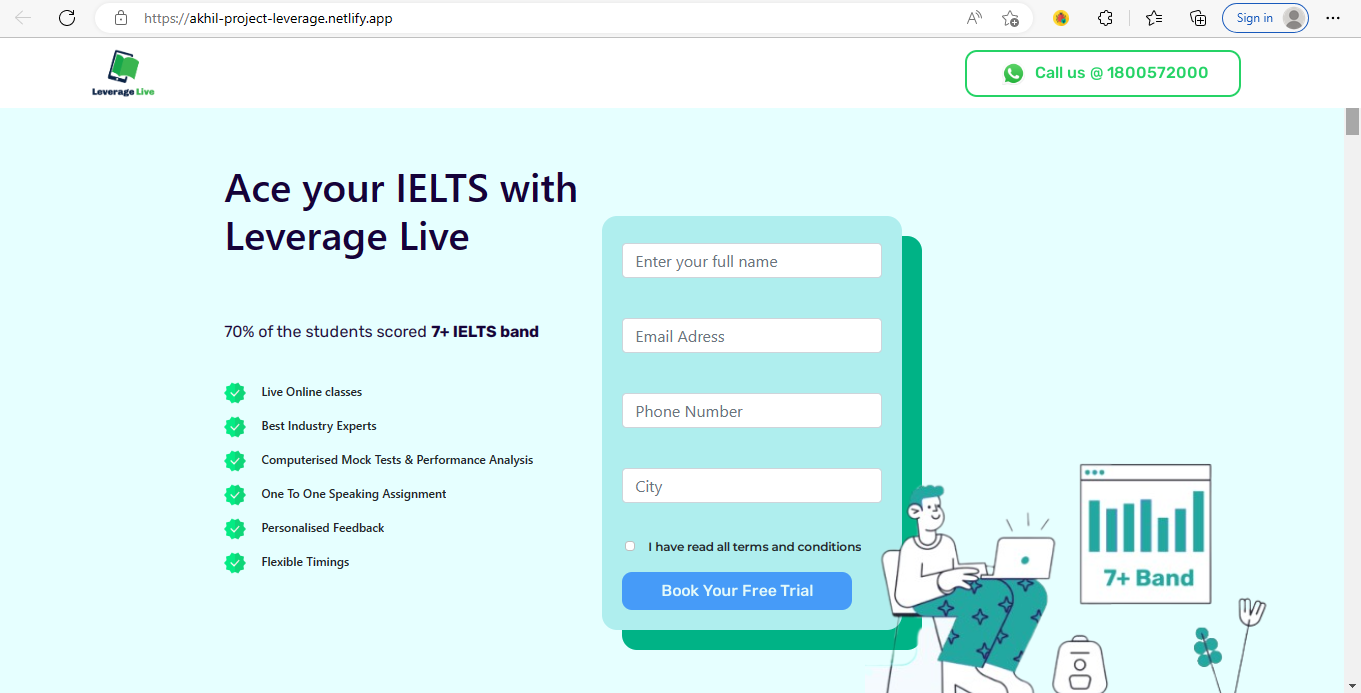 https://akhil-project-leverage.netlify.app
Sign in
Leverage Live
Call us @ 1800572000
Ace your IELTS with
Leverage Live
70% of the students scored 7+ IELTS band
Live Online classes
Best Industry Experts
Computerised Mock Tests & Performance Analysis
One To One Speaking Assignment
Personalised Feedback
Flexible Timings
Enter your full name
Email Adress
Phone Number
City
I have read all terms and conditions
Book Your Free Trial
7+ Band